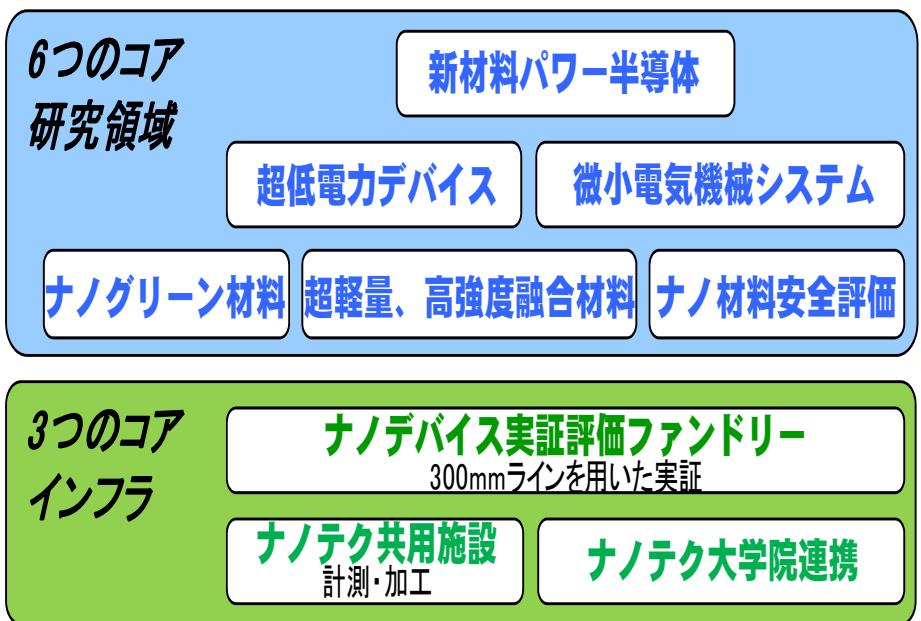 6つのコア
研究領域
新材料パワー半導体
超低電力デバイス
微小電気機械システム
ナノグリーン材料
超軽量、高強度融合材料
ナノ材料安全評価
3つのコア
インフラ
ナノデバイス実証評価ファンドリー
300mmラインを用いた実証
ナノテク共用施設
計測・加工
ナノテク大学院連携